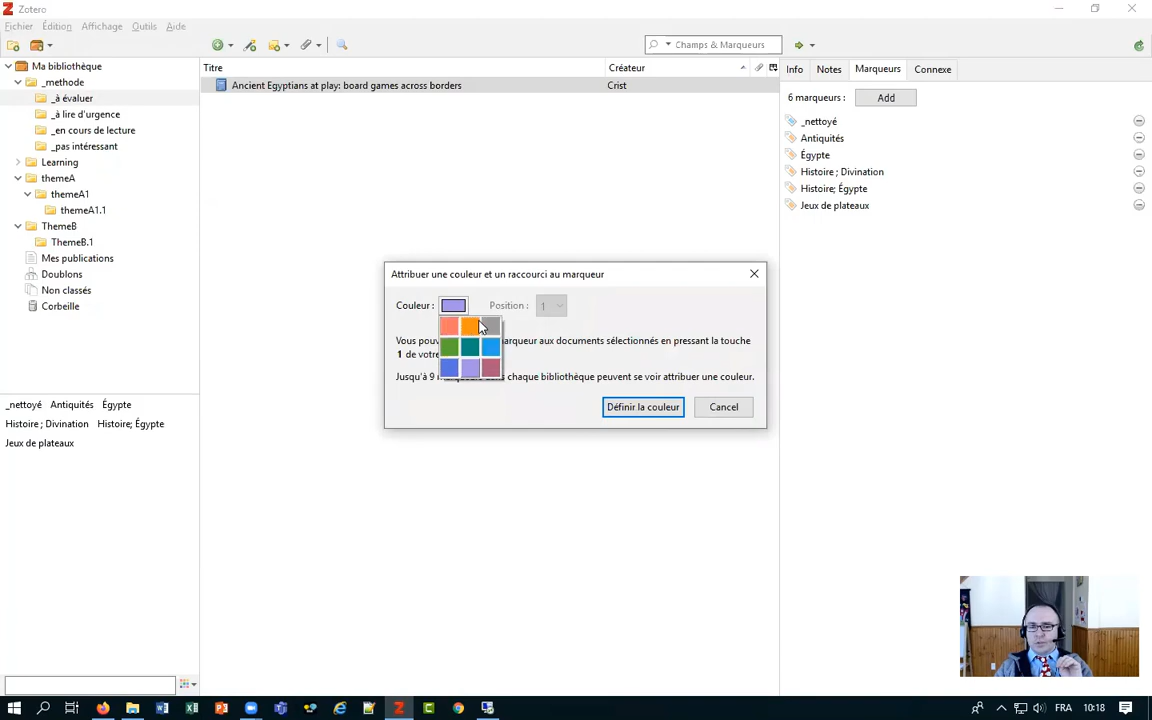 Zotero
Fichier Édition Affichage Outils Aide
Champs & Marqueurs
Ma bibliothèque
_methode
_à évaluer
_à lire d'urgence
_en cours de lecture
_pas intéressant
Learning
themeA
themeA1
themeA1.1
ThemeB
ThemeB.1
Mes publications
Doublons
Non classés
Corbeille
Titre Créateur
Ancient Egyptians at play: board games across borders Crist
Info Notes Marqueurs Connexe
6 marqueurs : Add
_nettoyé
Antiquités
Égypte
Histoire ; Divination
Histoire; Égypte
Jeux de plateaux
Attribuer une couleur et un raccourci au marqueur
Couleur : Position : 1
Vous pouv marqueur aux documents sélectionnés en pressant la touche
1 de votre
Jusqu'à 9 chaque bibliothèque peuvent se voir attribuer une couleur.
Définir la couleur Cancel
_nettoyé Antiquités Égypte
Histoire ; Divination Histoire; Égypte
Jeux de plateaux
FRA 10:18